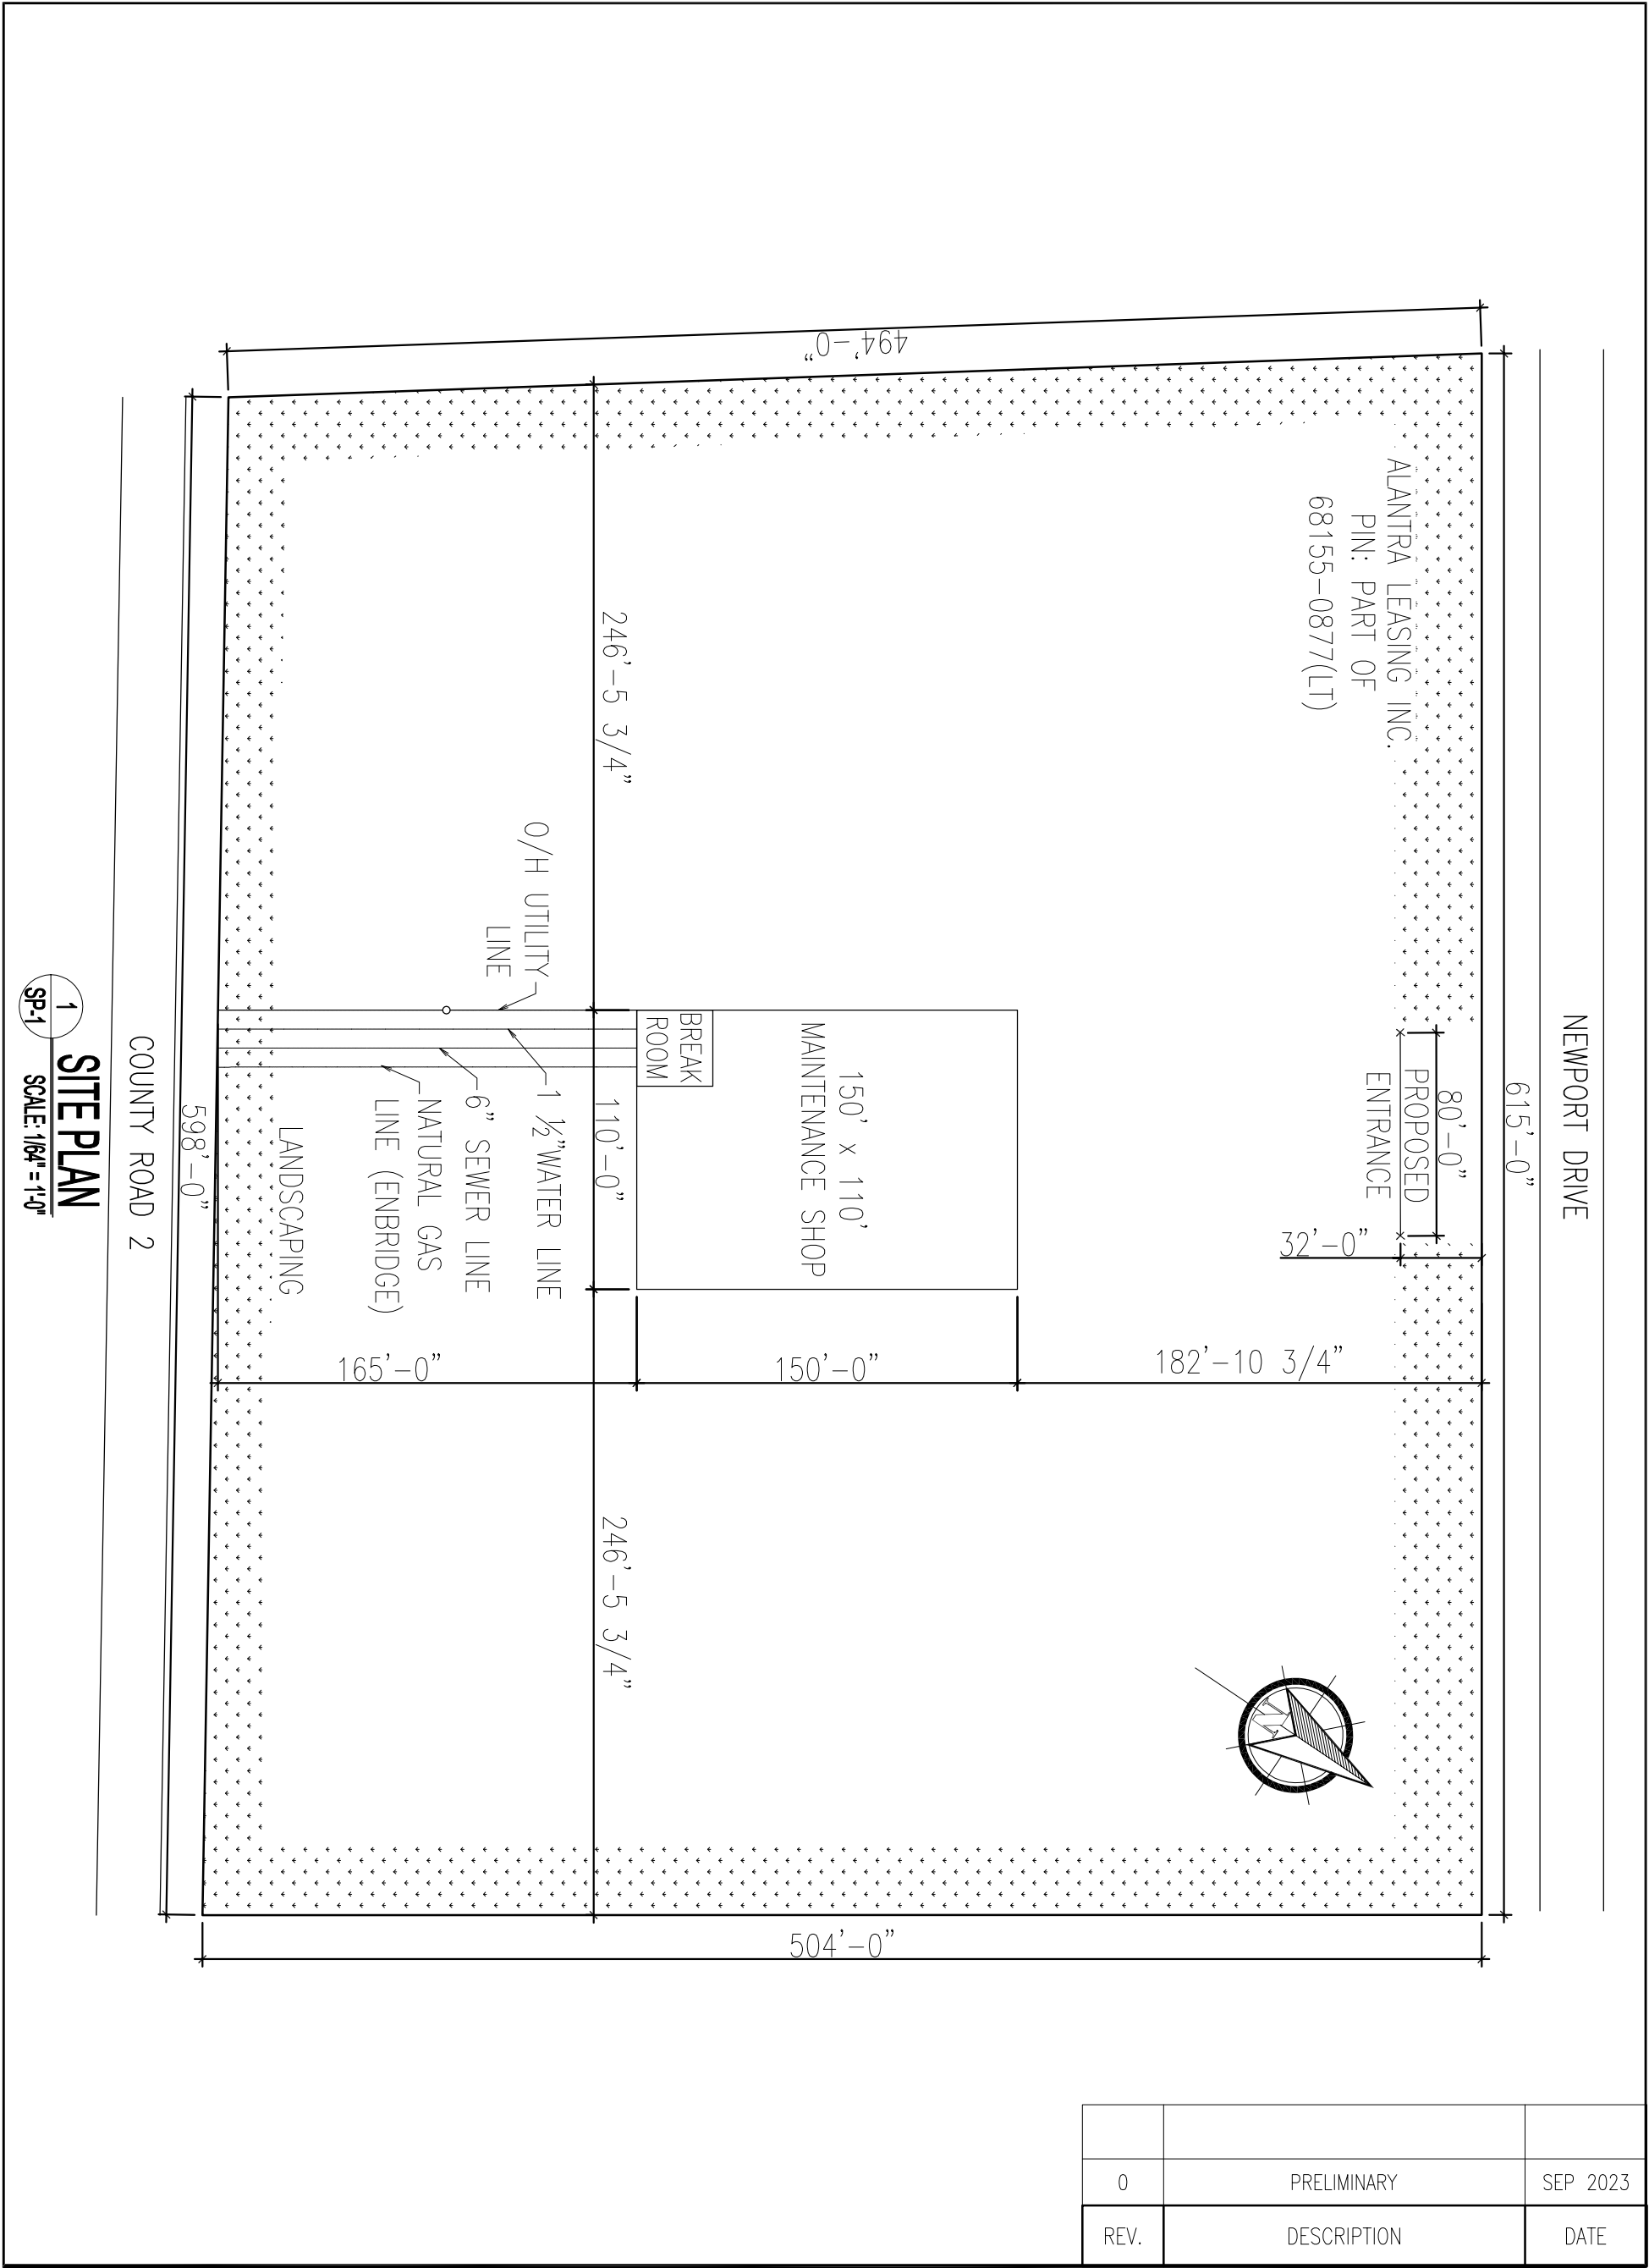 NEWPORT DRIVE
615'-0"
80'-0"
PROPOSED
ENTRANCE
32'-0"
ALANTRA LEASING INC.
PIN: PART OF
68155-0877(LT)
494'-0"
182'-10 3/4"
150' x 110'
MAINTENANCE SHOP
150'-0"
BREAK
ROOM
246'-5 3/4"
110'-0"
246'-5 3/4"
O/H UTILITY
LINE
1 ½"WATER LINE
6" SEWER LINE
NATURAL GAS
LINE (ENBRIDGE)
LANDSCAPING
165'-0"
N
504'-0"
598'-0"
COUNTY ROAD 2
1
SP-1
SITE PLAN
SCALE: 1/64" = 1'-0"
0 PRELIMINARY SEP 2023
REV. DESCRIPTION DATE